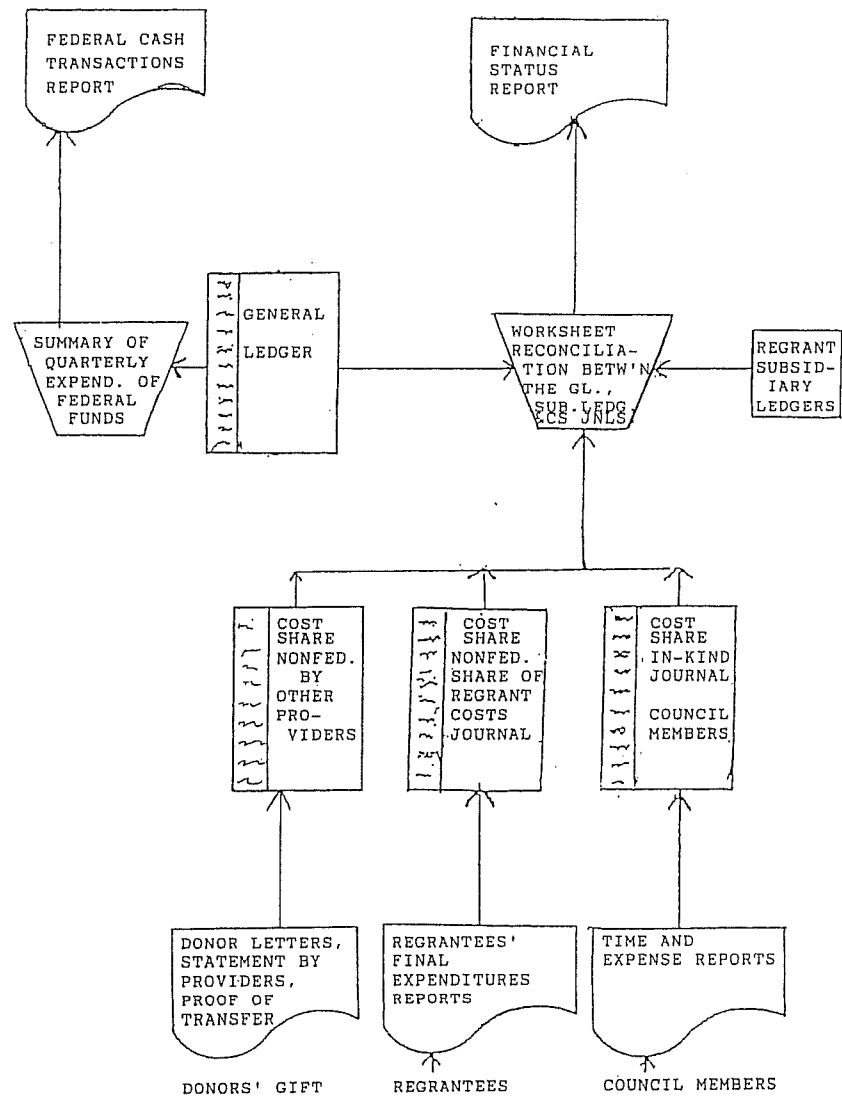 FEDERAL CASH
TRANSACTIONS
REPORT
FINANCIAL
STATUS
REPORT
GENERAL
LEDGER
SUMMARY OF
QUARTERLY
EXPEND. OF
FEDERAL
FUNDS
WORKSHEET
RECONCILIA-
TION BETW'N
THE GL.,
SUB.LEDG.
&CS JNLS.
REGRANT
SUBSID-
IARY
LEDGERS
COST
SHARE
NONFED.
BY
OTHER
PRO-
VIDERS
COST
SHARE
NONFED.
SHARE OF
REGRANT
COSTS
JOURNAL
COST
SHARE
IN-KIND
JOURNAL
COUNCIL
MEMBERS
DONOR LETTERS,
STATEMENT BY
PROVIDERS,
PROOF OF
TRANSFER
REGRANTEES'
FINAL
EXPENDITURES
REPORTS
TIME AND
EXPENSE REPORTS
DONORS' GIFT
REGRANTEES
COUNCIL MEMBERS